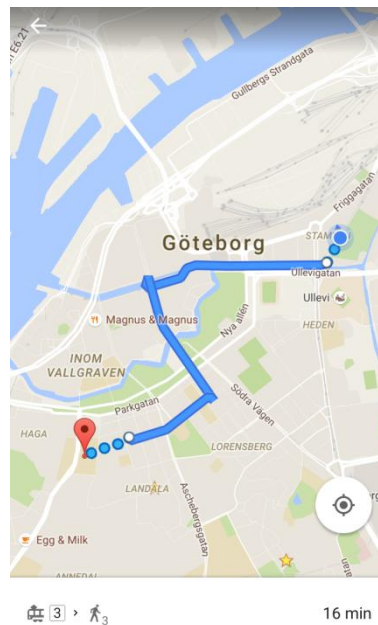 E6.21
Gullbergs Strandgata
Friggagatan
STAM
Göteborg
Ullevigatan
Ullevi
Nya allén
HEDEN
Magnus & Magnus
INOM
VALLGRAVEN
Parkgatan
Södra Vägen
HAGA
LORENSBERG
LANDALA
Aschebergsgatan
Egg & Milk
ANNEDAL
3
3
16 min